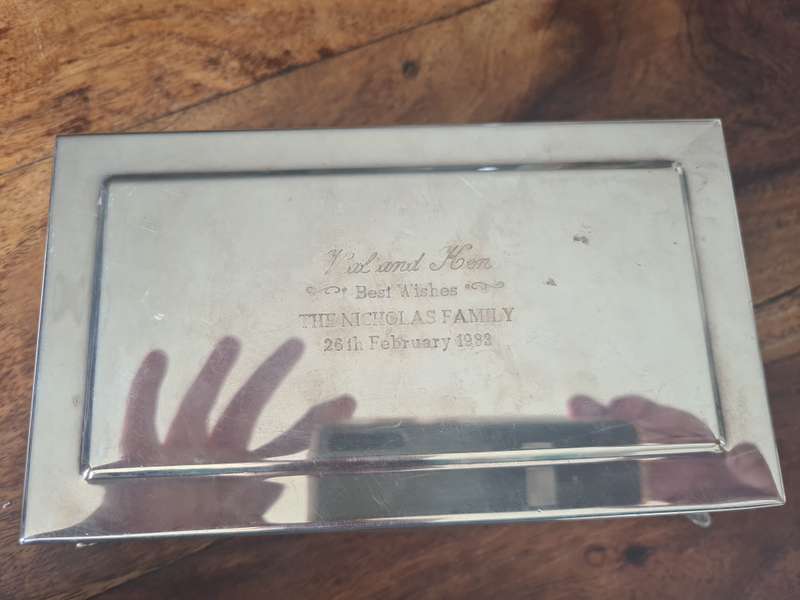 Val and Ken
Best Wishes
THE NICHOLAS FAMILY
26th February 1983